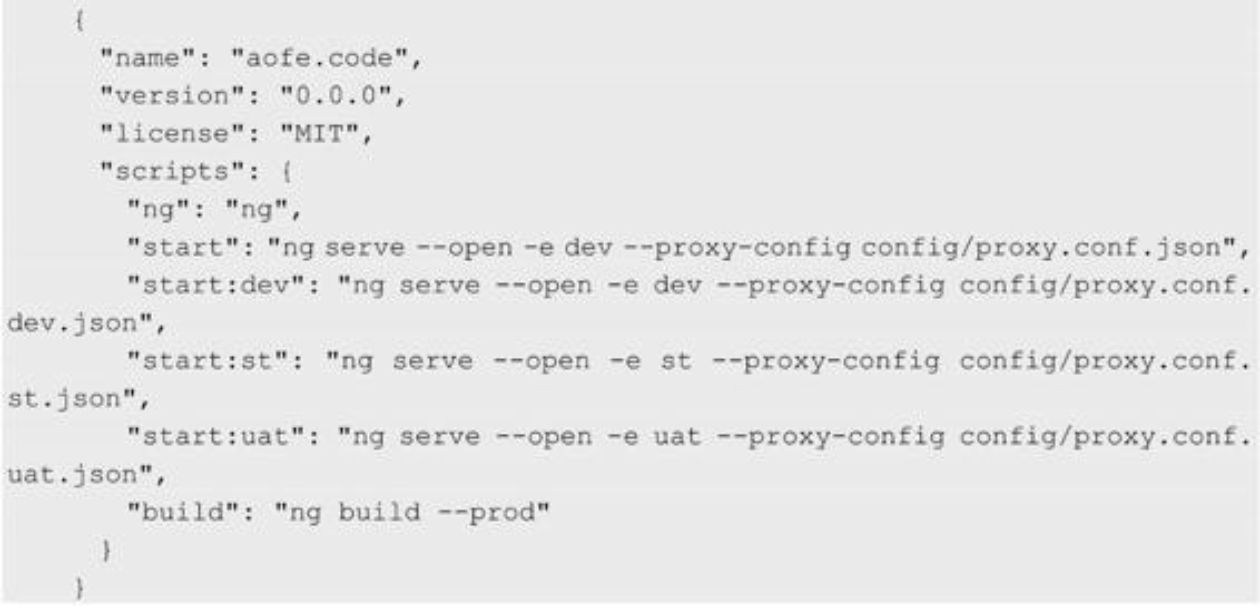 {
"name": "aofe.code",
"version": "0.0.0",
"license": "MIT",
"scripts": {
"ng": "ng",
"start": "ng serve --open -e dev --proxy-config config/proxy.conf.json",
"start:dev": "ng serve --open -e dev --proxy-config config/proxy.conf.
dev.json",
"start:st": "ng serve --open -e st --proxy-config config/proxy.conf.
st.json",
"start:uat": "ng serve --open -e uat --proxy-config config/proxy.conf.
uat.json",
"build": "ng build --prod"
}
}